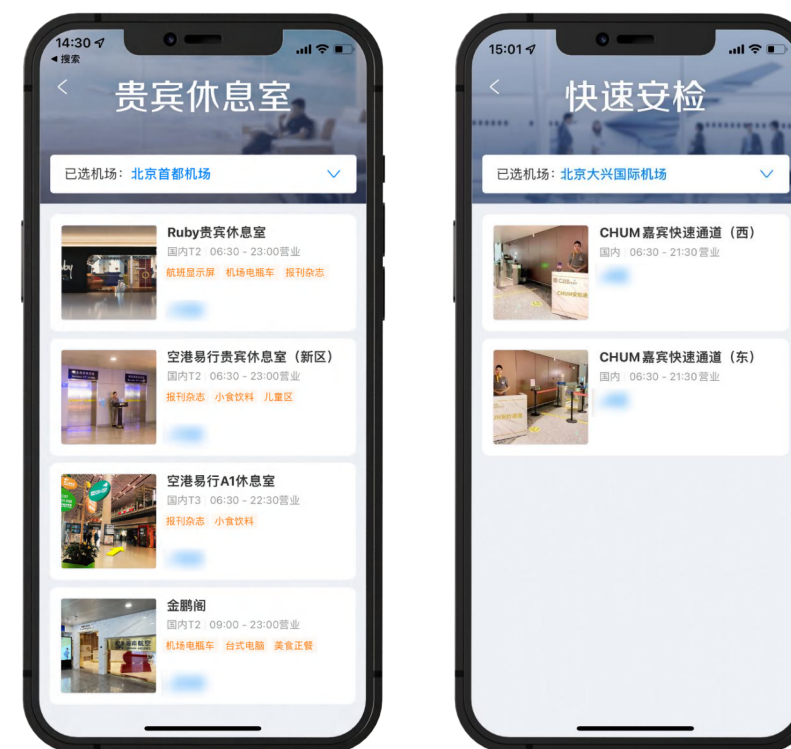 14:30
◀ 搜索
贵宾休息室
已选机场：北京首都机场
Ruby贵宾休息室
国内T2 06:30 - 23:00营业
航班显示屏 机场电瓶车 报刊杂志
空港易行贵宾休息室（新区）
国内T2 06:30 - 23:00营业
报刊杂志 小食饮料 儿童区
空港易行A1休息室
国内T3 06:30 - 22:30营业
报刊杂志 小食饮料
金鹏阁
国内T2 09:00 - 23:00营业
机场电瓶车 台式电脑 美食正餐
15:01
快速安检
已选机场：北京大兴国际机场
CHUM嘉宾快速通道（西）
国内 06:30 - 21:30营业
CHUM嘉宾快速通道（东）
国内 06:30 - 21:30营业